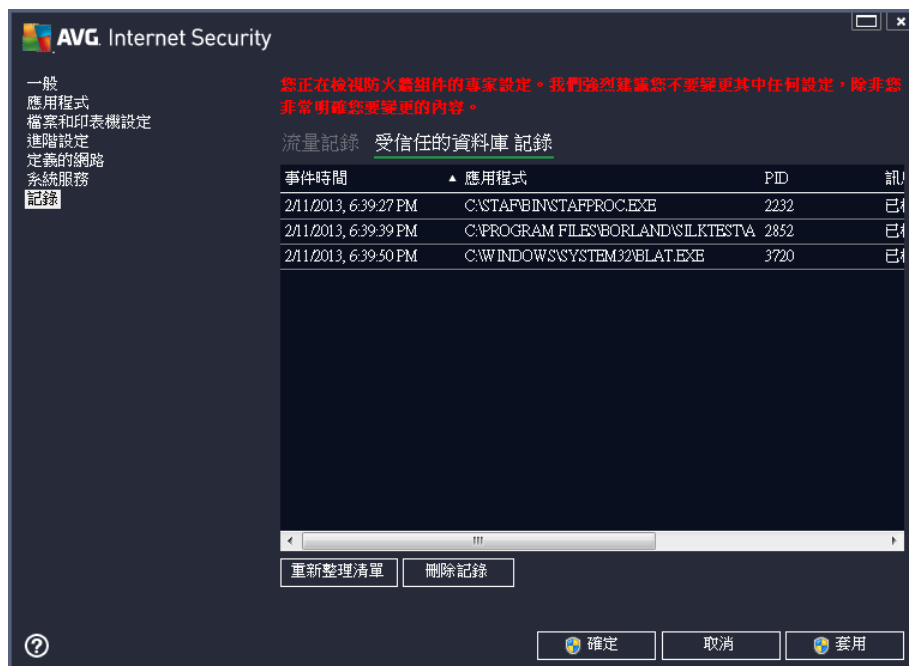 AVG. Internet Security
一般
應用程式
檔案和印表機設定
進階設定
定義的網路
系統服務
記錄
您正在檢視防火牆組件的專家設定。我們強烈建議您不要變更其中任何設定，除非您
非常明確您要變更的內容。
流量記錄 受信任的資料庫 記錄
事件時間 應用程式 PID
2/11/2013, 6:39:27 PM C:\STAF\BIN\STAFPROC.EXE 2232
2/11/2013, 6:39:39 PM C:\PROGRAM FILES\BORLAND\SILKTEST\A 2852
2/11/2013, 6:39:50 PM C:\WINDOWS\SYSTEM32\BLAT.EXE 3720
重新整理清單 刪除記錄
確定 取消 套用